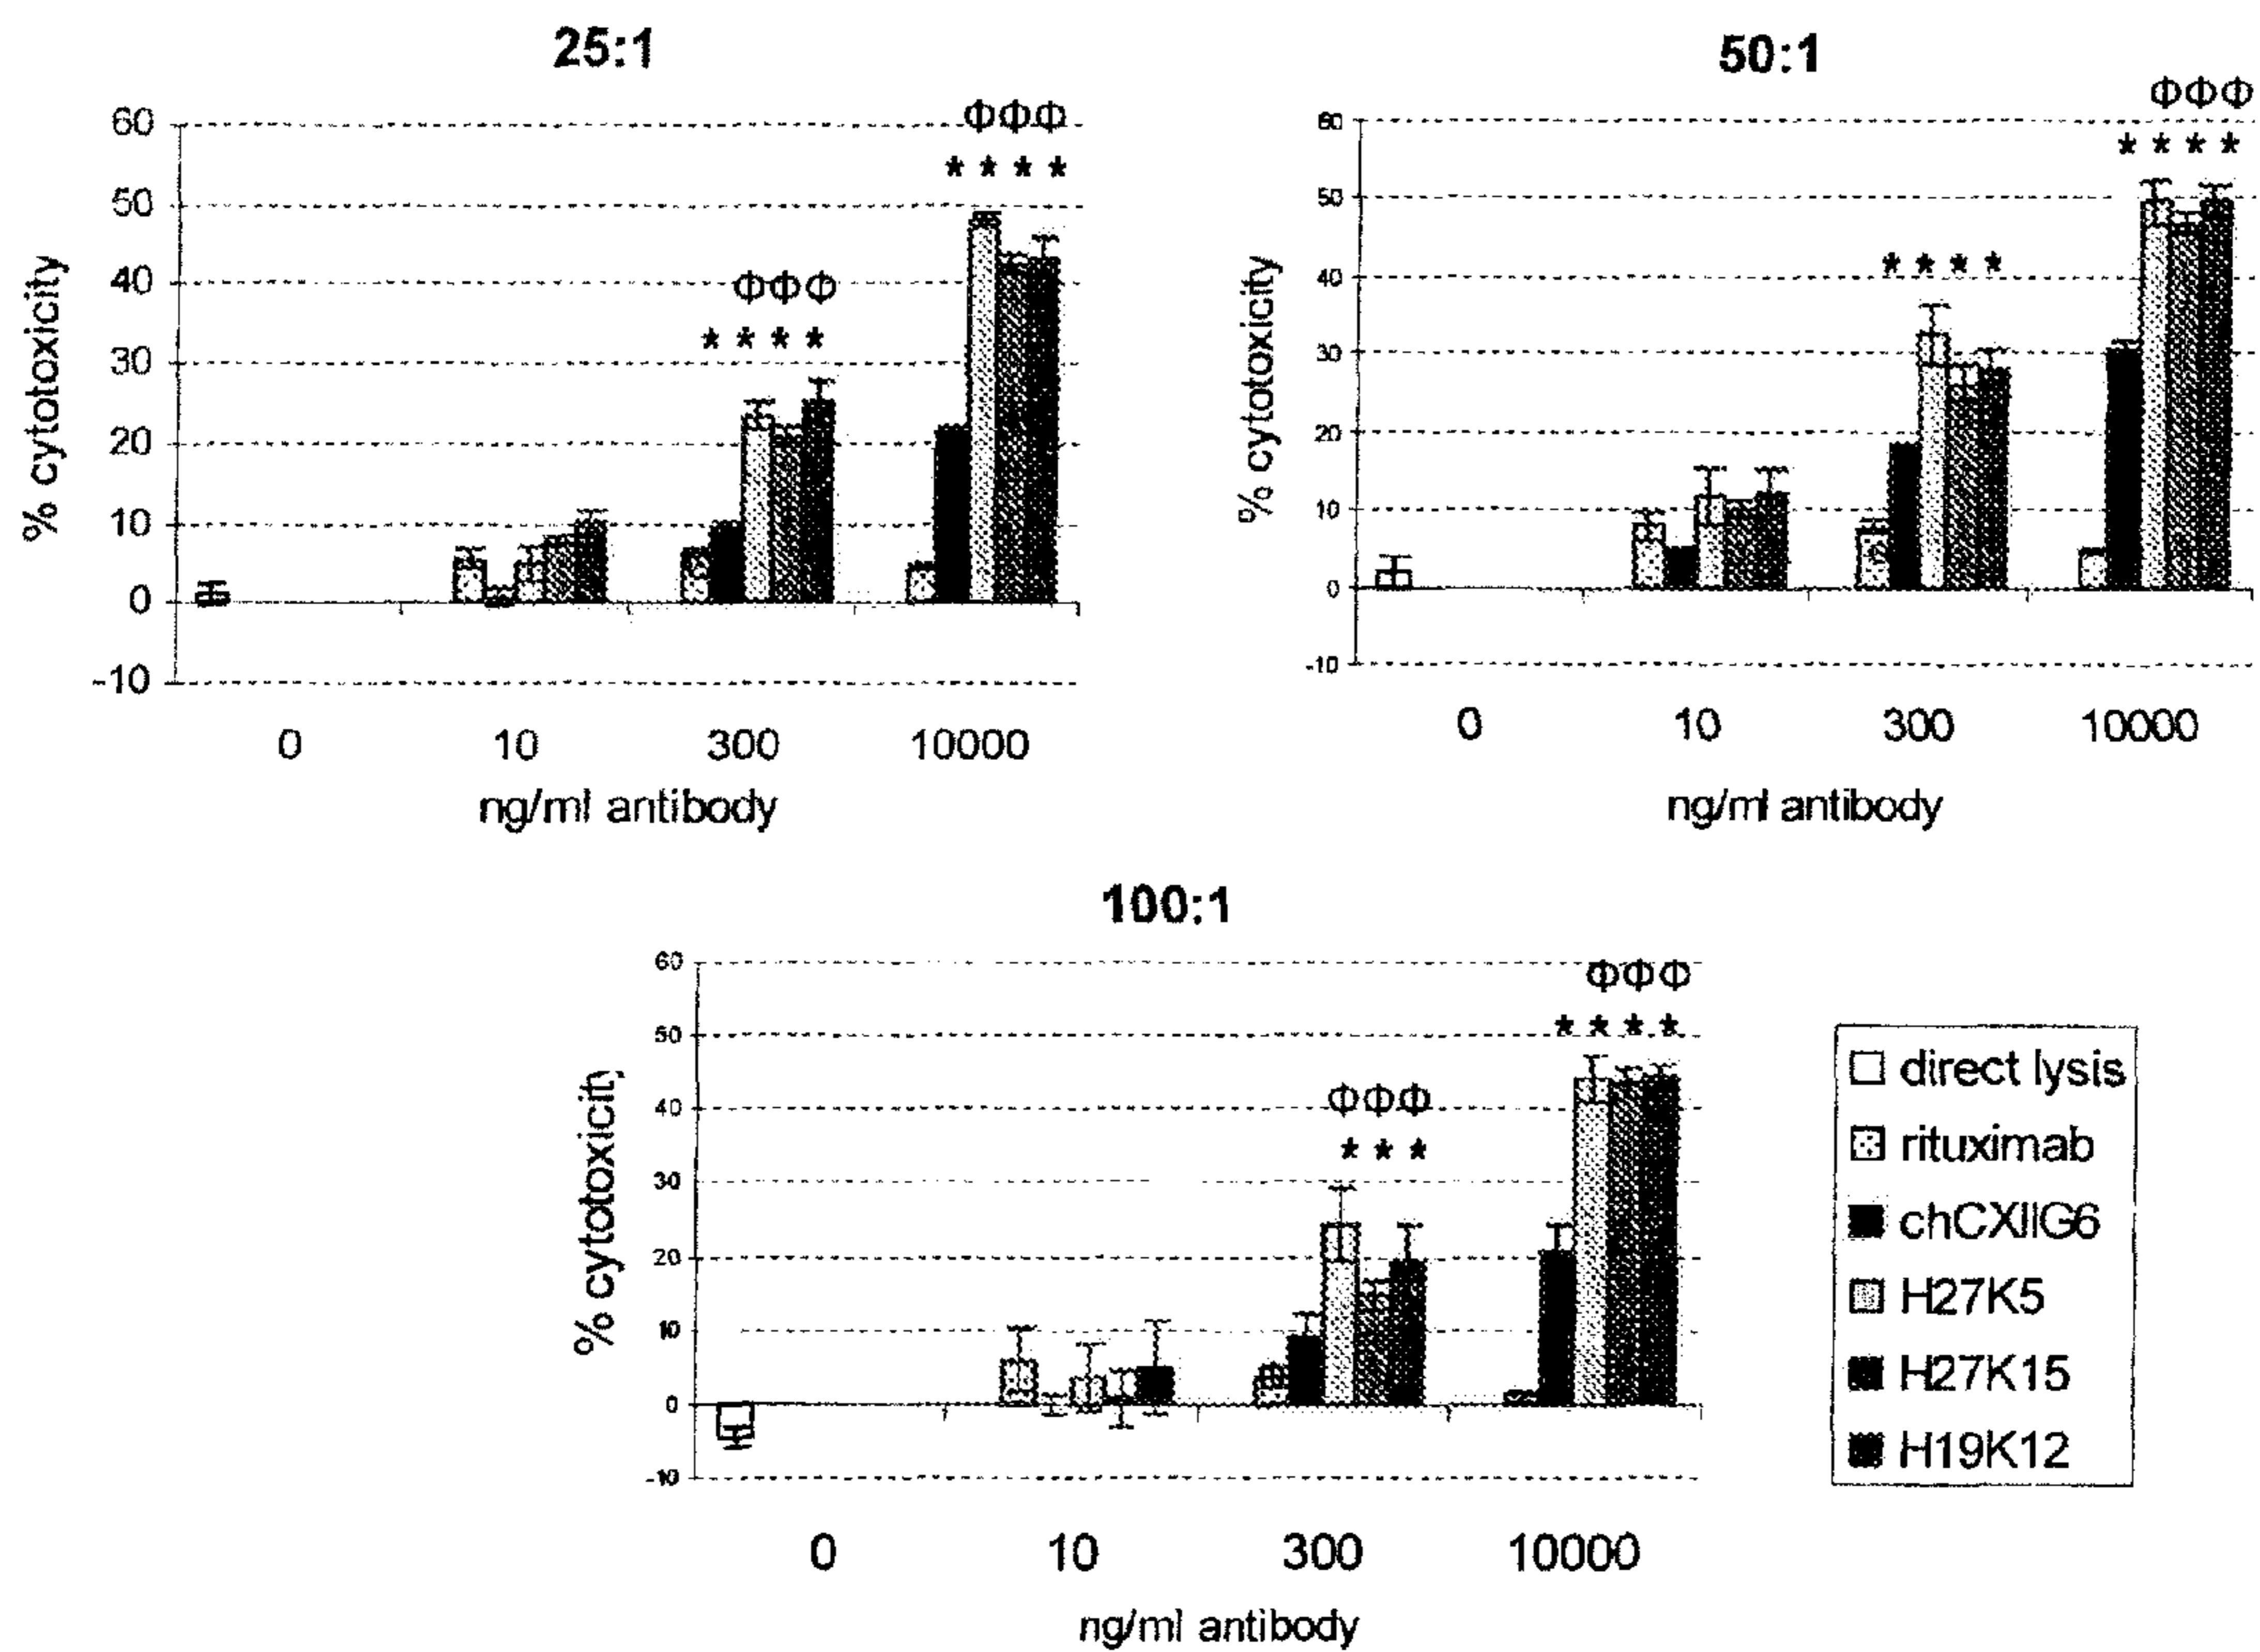 25:1
60
50
40
30
20
10
0
-10
% cytotoxicity
ΦΦΦ
* * * *
ΦΦΦ
* * * *
0 10 300 10000
ng/ml antibody
50:1
60
50
40
30
20
10
0
-10
% cytotoxicity
ΦΦΦ
* * * *
* * * *
0 10 300 10000
ng/ml antibody
100:1
60
50
40
30
20
10
0
-10
% cytotoxicity
ΦΦΦ
* * * *
ΦΦΦ
* * *
0 10 300 10000
ng/ml antibody
direct lysis
rituximab
chCXIIG6
H27K5
H27K15
H19K12